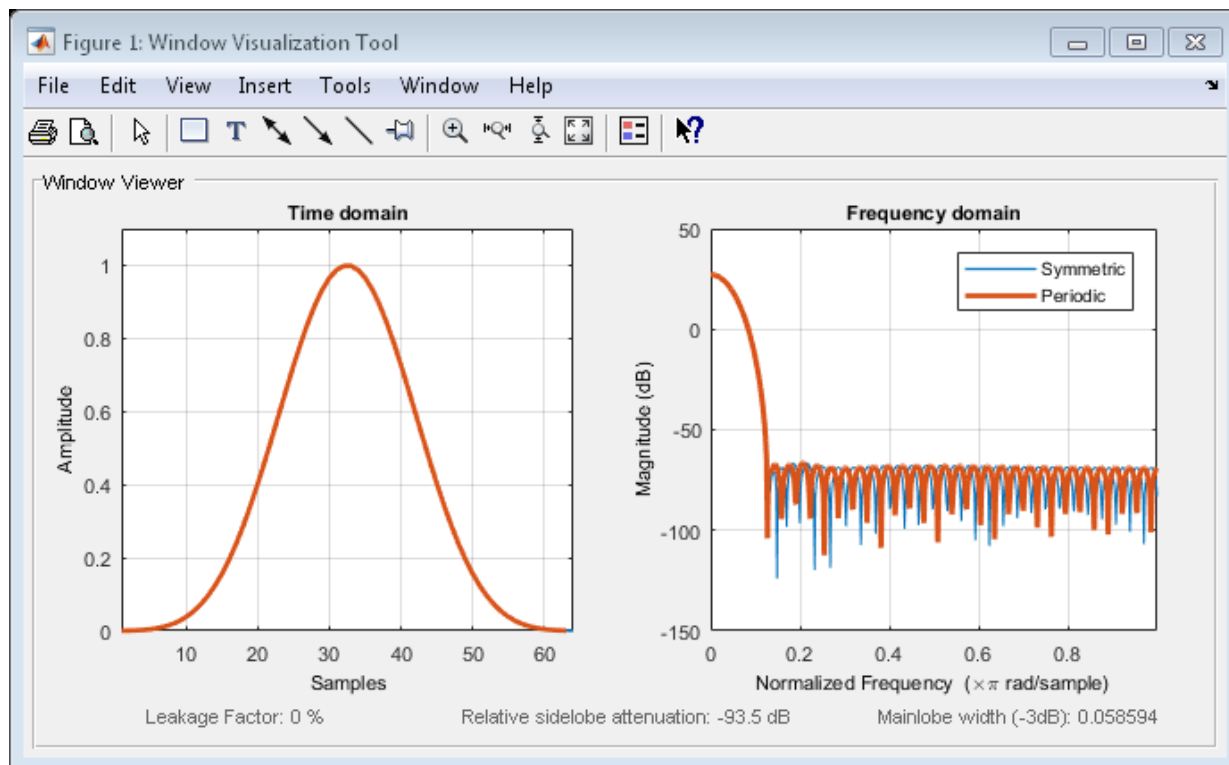 Figure 1: Window Visualization Tool
File Edit View Insert Tools Window Help
T
?
Window Viewer
Time domain
Amplitude
1
0.8
0.6
0.4
0.2
0
10 20 30 40 50 60
Samples
Frequency domain
Magnitude (dB)
50
0
-50
-100
-150
Symmetric
Periodic
0 0.2 0.4 0.6 0.8
Normalized Frequency (×π rad/sample)
Leakage Factor: 0 % Relative sidelobe attenuation: -93.5 dB Mainlobe width (-3dB): 0.058594